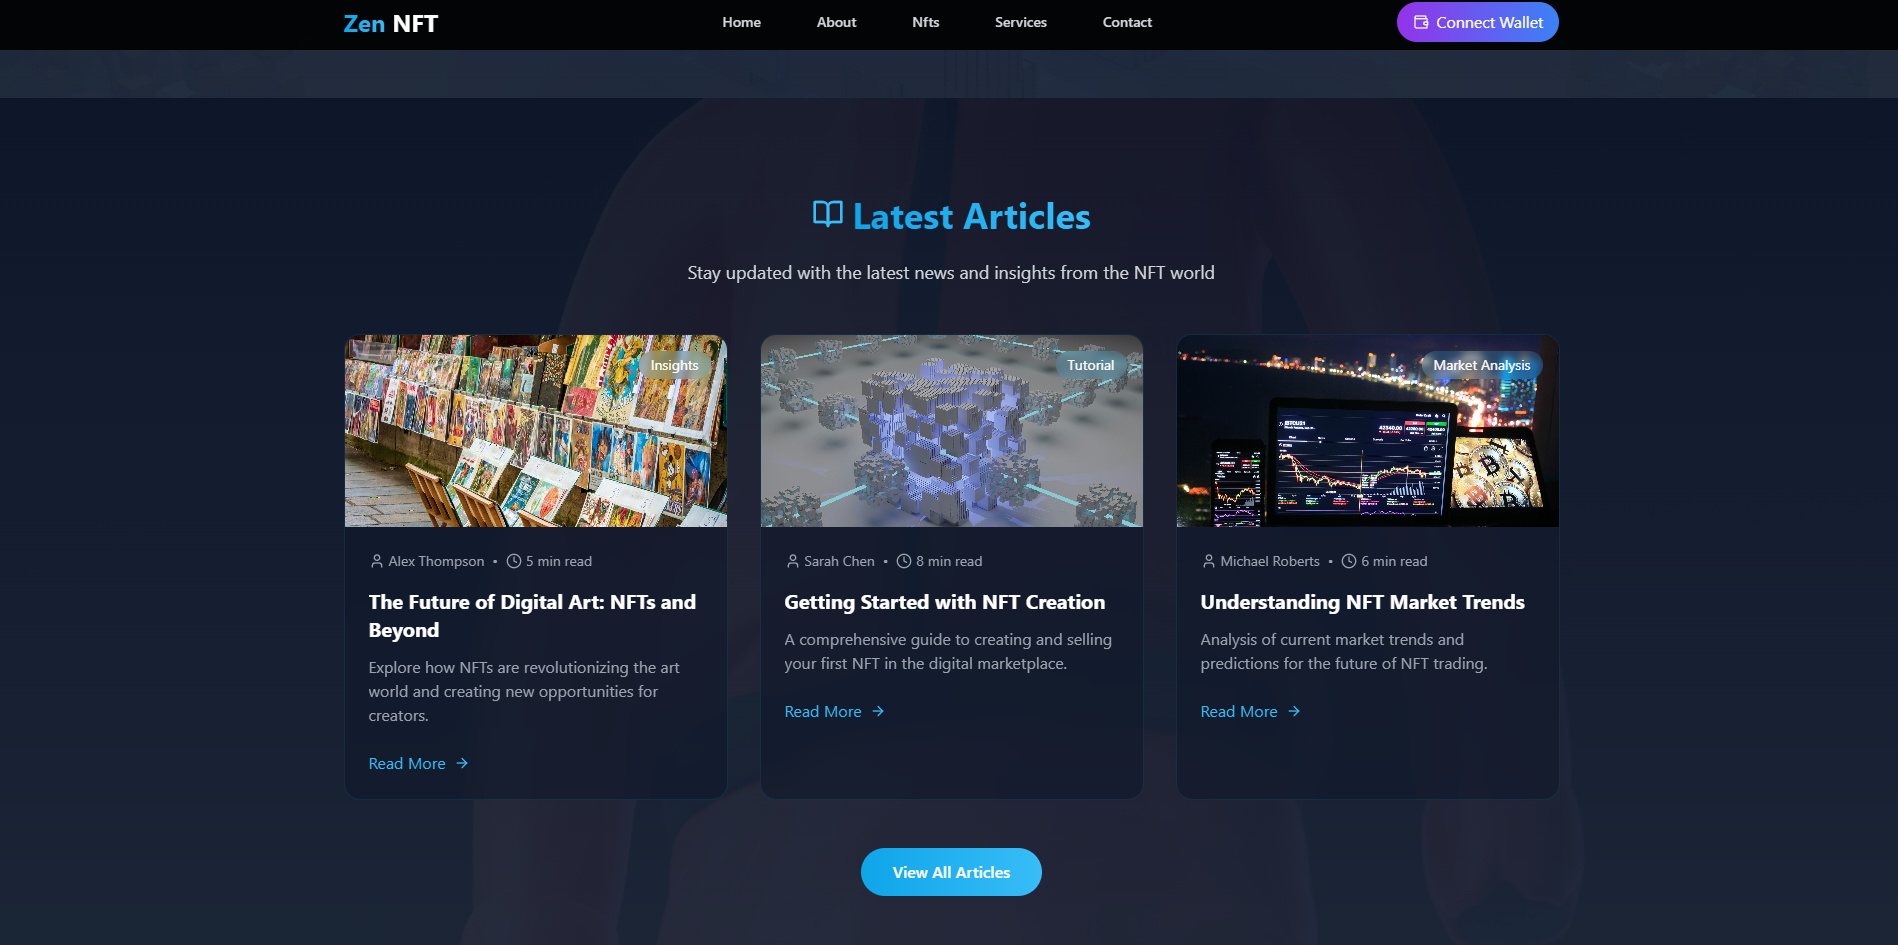 Zen NFT
Home
About
Nfts
Services
Contact
Connect Wallet
Latest Articles
Stay updated with the latest news and insights from the NFT world
Insights
Alex Thompson • 5 min read
The Future of Digital Art: NFTs and
Beyond
Explore how NFTs are revolutionizing the art
world and creating new opportunities for
creators.
Read More
Tutorial
Sarah Chen • 8 min read
Getting Started with NFT Creation
A comprehensive guide to creating and selling
your first NFT in the digital marketplace.
Read More
Market Analysis
Michael Roberts • 6 min read
Understanding NFT Market Trends
Analysis of current market trends and
predictions for the future of NFT trading.
Read More
View All Articles